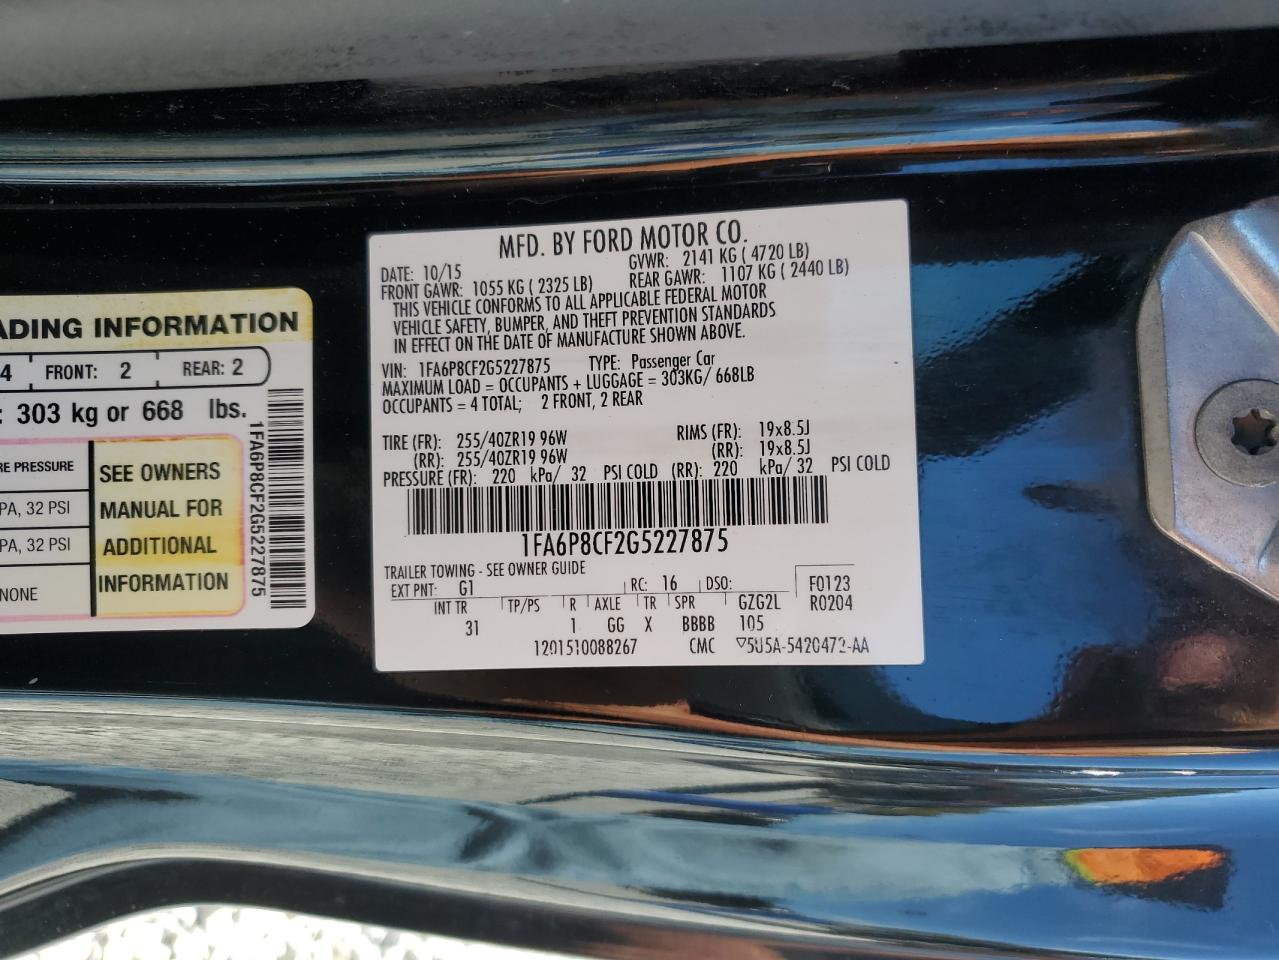 ADING INFORMATION
4 FRONT: 2 REAR: 2
: 303 kg or 668 lbs.
RE PRESSURE
PA, 32 PSI
PA, 32 PSI
NONE
SEE OWNERS
MANUAL FOR
ADDITIONAL
INFORMATION
1FA6P8CF2G5227875
MFD. BY FORD MOTOR CO.
DATE: 10/15 GVWR: 2141 KG ( 4720 LB)
FRONT GAWR: 1055 KG ( 2325 LB) REAR GAWR: 1107 KG ( 2440 LB)
THIS VEHICLE CONFORMS TO ALL APPLICABLE FEDERAL MOTOR
VEHICLE SAFETY, BUMPER, AND THEFT PREVENTION STANDARDS
IN EFFECT ON THE DATE OF MANUFACTURE SHOWN ABOVE.
VIN: 1FA6P8CF2G5227875 TYPE: Passenger Car
MAXIMUM LOAD = OCCUPANTS + LUGGAGE = 303KG/ 668LB
OCCUPANTS = 4 TOTAL; 2 FRONT, 2 REAR
TIRE (FR): 255/40ZR19 96W RIMS (FR): 19x8.5J
(RR): 255/40ZR19 96W (RR): 19x8.5J
PRESSURE (FR): 220 kPa/ 32 PSI COLD (RR): 220 kPa/ 32 PSI COLD
1FA6P8CF2G5227875
TRAILER TOWING - SEE OWNER GUIDE
EXT PNT: G1 RC: 16 DSO: F0123
INT TR TP/PS R AXLE TR SPR GZG2L R0204
31 1 GG X BBBB 105
1201510088267 CMC ▽5U5A-5420472-AA